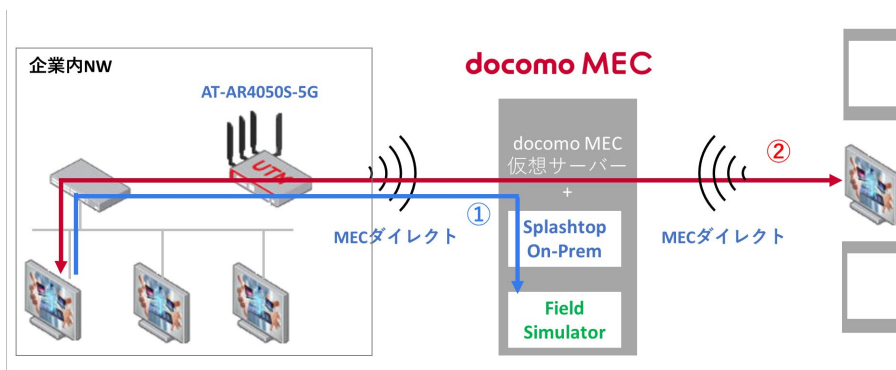 企業内NW
docomo MEC
AT-AR4050S-5G
UTM
docomo MEC
仮想サーバー
+
②
①
MECダイレクト
Splashtop
On-Prem
MECダイレクト
Field
Simulator